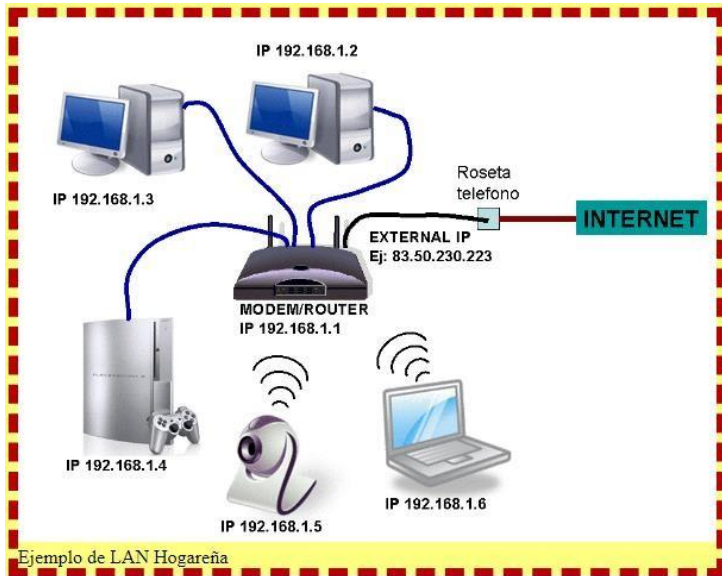 IP 192.168.1.2
IP 192.168.1.3
Roseta
telefono
INTERNET
EXTERNAL IP
Ej: 83.50.230.223
MODEM/ROUTER
IP 192.168.1.1
IP 192.168.1.4
IP 192.168.1.5
IP 192.168.1.6
Ejemplo de LAN Hogareña